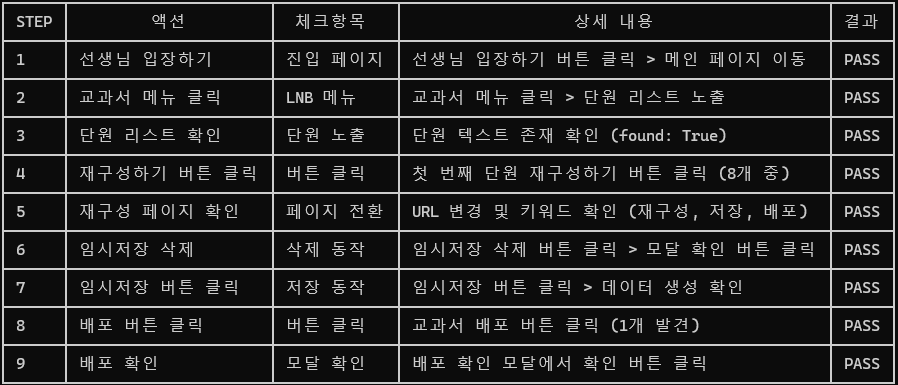 STEP 액션 체크항목 상세 내용 결과
1 선생님 입장하기 진입 페이지 선생님 입장하기 버튼 클릭 > 메인 페이지 이동 PASS
2 교과서 메뉴 클릭 LNB 메뉴 교과서 메뉴 클릭 > 단원 리스트 노출 PASS
3 단원 리스트 확인 단원 노출 단원 텍스트 존재 확인 (found: True) PASS
4 재구성하기 버튼 클릭 버튼 클릭 첫 번째 단원 재구성하기 버튼 클릭 (8개 중) PASS
5 재구성 페이지 확인 페이지 전환 URL 변경 및 키워드 확인 (재구성, 저장, 배포) PASS
6 임시저장 삭제 삭제 동작 임시저장 삭제 버튼 클릭 > 모달 확인 버튼 클릭 PASS
7 임시저장 버튼 클릭 저장 동작 임시저장 버튼 클릭 > 데이터 생성 확인 PASS
8 배포 버튼 클릭 버튼 클릭 교과서 배포 버튼 클릭 (1개 발견) PASS
9 배포 확인 모달 확인 배포 확인 모달에서 확인 버튼 클릭 PASS